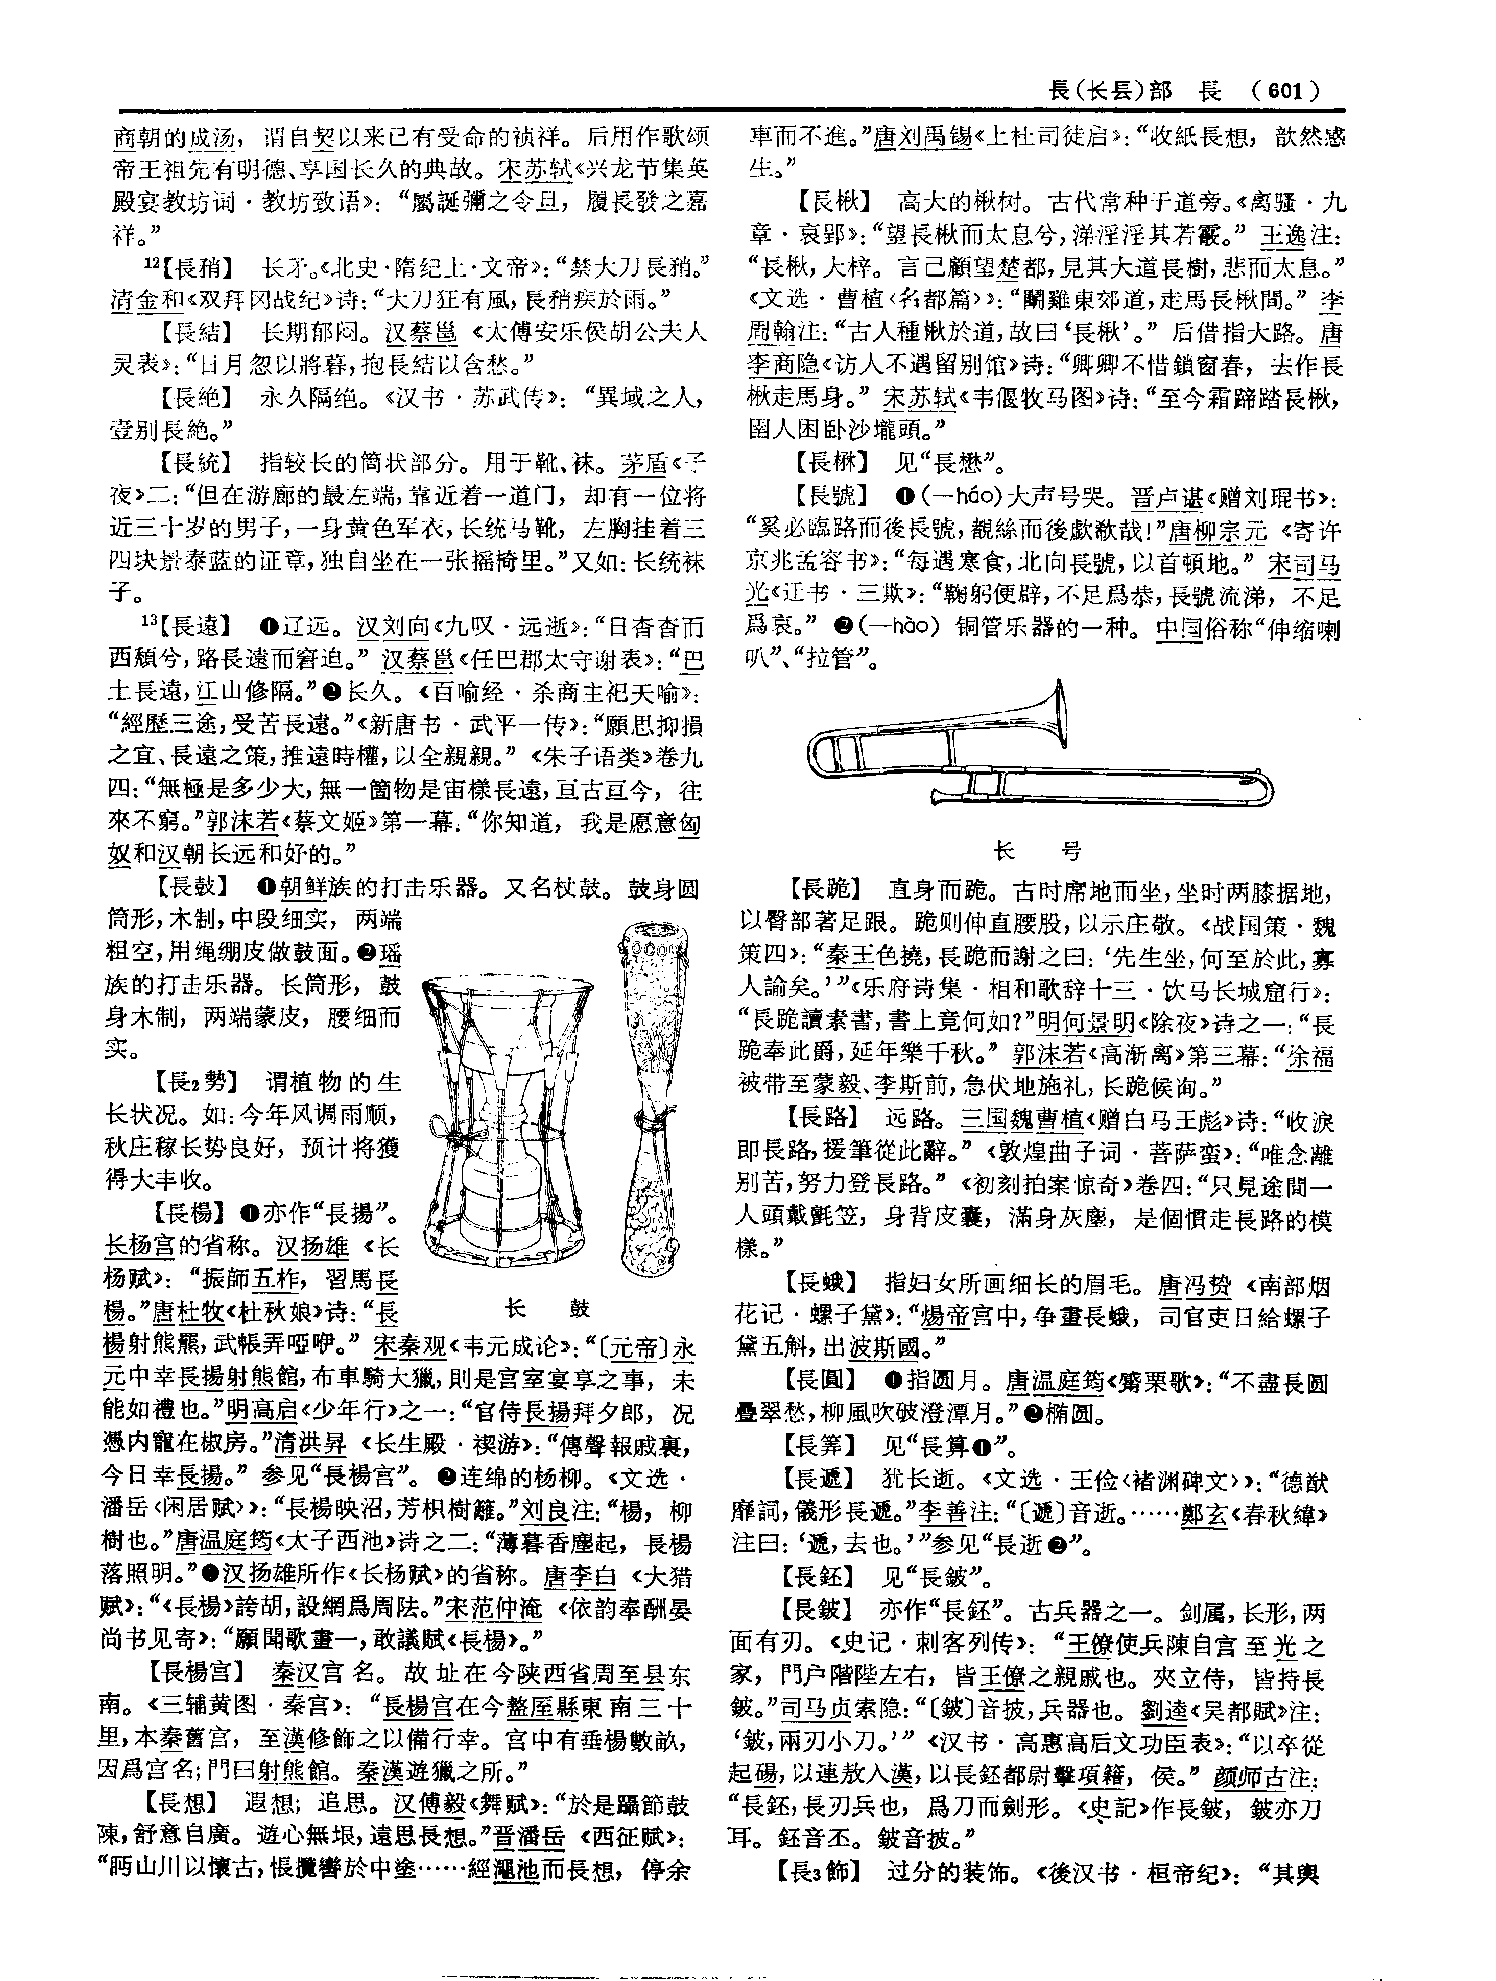 長(长镸)部　長　(601)
商朝的成汤，谓自契以来已有受命的祯祥。后用作歌颂
帝王祖先有明德、享国长久的典故。宋苏轼《兴龙节集英
殿宴教坊词·教坊致语》：“屬誕彌之令旦，履長發之嘉
祥。”
¹²【長矟】　长矛。《北史·隋纪上·文帝》：“禁大刀長矟。”
清金和《双拜冈战纪》诗：“大刀狂有風，長矟疾於雨。”
【長結】　长期郁闷。汉蔡邕《太傅安乐侯胡公夫人
灵表》：“日月忽以將暮，抱長結以含愁。”
【長絶】　永久隔绝。《汉书·苏武传》：“異域之人，
壹别長絶。”
【長統】　指较长的筒状部分。用于靴、袜。茅盾《子
夜》二：“但在游廊的最左端，靠近着一道门，却有一位将
近三十岁的男子，一身黄色军衣，长统马靴，左胸挂着三
四块景泰蓝的证章，独自坐在一张摇椅里。”又如：长统袜
子。
¹³【長遠】　❶辽远。汉刘向《九叹·远逝》：“日杳杳而
西頹兮，路長遠而窘迫。”汉蔡邕《任巴郡太守谢表》：“巴
土長遠，江山修隔。”❷长久。《百喻经·杀商主祀天喻》：
“經歷三途，受苦長遠。”《新唐书·武平一传》：“願思抑損
之宜、長遠之策，推遠時權，以全親親。”《朱子语类》卷九
四：“無極是多少大，無一箇物是宙樣長遠，亘古亘今，往
來不窮。”郭沫若《蔡文姬》第一幕：“你知道，我是愿意匈
奴和汉朝长远和好的。”
【長鼓】　❶朝鲜族的打击乐器。又名杖鼓。鼓身圆
筒形，木制，中段细实，两端
粗空，用绳绷皮做鼓面。❷瑶
族的打击乐器。长筒形，鼓
身木制，两端蒙皮，腰细而
实。
【長₂勢】　谓植物的生
长状况。如：今年风调雨顺，
秋庄稼长势良好，预计将獲
得大丰收。
【長楊】❶亦作“長揚”。
长杨宫的省称。汉扬雄《长
杨赋》：“振師五柞，習馬長
楊。”唐杜牧《杜秋娘》诗：“長
长　鼓
楊射熊羆，武帳弄啞咿。”宋秦观《韦元成论》：“〔元帝〕永
元中幸長揚射熊館，布車騎大獵，則是宫室宴享之事，未
能如禮也。”明高启《少年行》之一：“官侍長揚拜夕郎，况
憑内寵在椒房。”清洪昇《长生殿·禊游》：“傳聲報戚裏，
今日幸長揚。”参见“長楊宫”。❷连绵的杨柳。《文选·
潘岳〈闲居赋〉》：“長楊映沼，芳枳樹籬。”刘良注：“楊，柳
樹也。”唐温庭筠《太子西池》诗之二：“薄暮香塵起，長楊
落照明。”❸汉扬雄所作《长杨赋》的省称。唐李白《大猎
赋》：“《長楊》誇胡，設網爲周阹。”宋范仲淹《依韵奉酬晏
尚书见寄》：“願聞歌畫一，敢議賦《長楊》。”
【長楊宫】　秦汉宫名。故址在今陕西省周至县东
南。《三辅黄图·秦宫》：“長楊宫在今盩厔縣東南三十
里，本秦舊宫，至漢修飾之以備行幸。宫中有垂楊數畝，
因爲宫名；門曰射熊館。秦漢遊獵之所。”
【長想】　遐想；追思。汉傅毅《舞赋》：“於是躡節鼓
陳，舒意自廣。遊心無垠，遠思長想。”晋潘岳《西征赋》：
“眄山川以懷古，悵攬轡於中塗……經澠池而長想，停余
車而不進。”唐刘禹锡《上杜司徒启》：“收紙長想，歆然感
生。”
【長楸】　高大的楸树。古代常种于道旁。《离骚·九
章·哀郢》：“望長楸而太息兮，涕淫淫其若霰。”王逸注：
“長楸，大梓。言己顧望楚都，見其大道長樹，悲而太息。”
《文选·曹植〈名都篇〉》：“鬭雞東郊道，走馬長楸間。”李
周翰注：“古人種楸於道，故曰‘長楸’。”后借指大路。唐
李商隐《访人不遇留别馆》诗：“卿卿不惜鎖窗春，去作長
楸走馬身。”宋苏轼《韦偃牧马图》诗：“至今霜蹄踏長楸，
圉人困卧沙壠頭。”
【長楙】　见“長懋”。
【長號】　❶(—háo)大声号哭。晋卢谌《赠刘琨书》：
“奚必臨路而後長號，覩絲而後歔欷哉！”唐柳宗元《寄许
京兆孟容书》：“每遇寒食，北向長號，以首頓地。”宋司马
光《迂书·三欺》：“鞠躬便辟，不足爲恭，長號流涕，不足
爲哀。”❷(—hào)铜管乐器的一种。中国俗称“伸缩喇
叭”、“拉管”。
长　号
【長跪】　直身而跪。古时席地而坐，坐时两膝据地，
以臀部著足跟。跪则伸直腰股，以示庄敬。《战国策·魏
策四》：“秦王色撓，長跪而謝之曰：‘先生坐，何至於此，寡
人諭矣。’”《乐府诗集·相和歌辞十三·饮马长城窟行》：
“長跪讀素書，書上竟何如？”明何景明《除夜》诗之一：“長
跪奉此爵，延年樂千秋。”郭沫若《高渐离》第三幕：“徐福
被带至蒙毅、李斯前，急伏地施礼，长跪候询。”
【長路】　远路。三国魏曹植《赠白马王彪》诗：“收淚
即長路，援筆從此辭。”《敦煌曲子词·菩萨蛮》：“唯念離
别苦，努力登長路。”《初刻拍案惊奇》卷四：“只見途間一
人頭戴氈笠，身背皮囊，滿身灰塵，是個慣走長路的模
樣。”
【長蛾】　指妇女所画细长的眉毛。唐冯贽《南部烟
花记·螺子黛》：“煬帝宫中，争畫長蛾，司官吏日給螺子
黛五斛，出波斯國。”
【長圓】　❶指圆月。唐温庭筠《觱栗歌》：“不盡長圓
疊翠愁，柳風吹破澄潭月。”❷椭圆。
【長筭】　见“長算❶”。
【長遞】　犹长逝。《文选·王俭〈褚渊碑文〉》：“德猷
靡詞，儀形長遞。”李善注：“〔遞〕音逝。……鄭玄《春秋緯》
注曰：‘遞，去也。’”参见“長逝❷”。
【長鉟】　见“長鈹”。
【長鈹】　亦作“長鉟”。古兵器之一。剑属，长形，两
面有刃。《史记·刺客列传》：“王僚使兵陳自宫至光之
家，門户階陛左右，皆王僚之親戚也。夾立侍，皆持長
鈹。”司马贞索隐：“〔鈹〕音披，兵器也。劉逵《吴都賦》注：
‘鈹，兩刃小刀。’”《汉书·高惠高后文功臣表》：“以卒從
起碭，以連敖入漢，以長鉟都尉擊項籍，侯。”颜师古注：
“長鉟，長刃兵也，爲刀而劍形。《史記》作長鈹，鈹亦刀
耳。鉟音丕。鈹音披。”
【長₃飾】　过分的装饰。《後汉书·桓帝纪》：“其輿